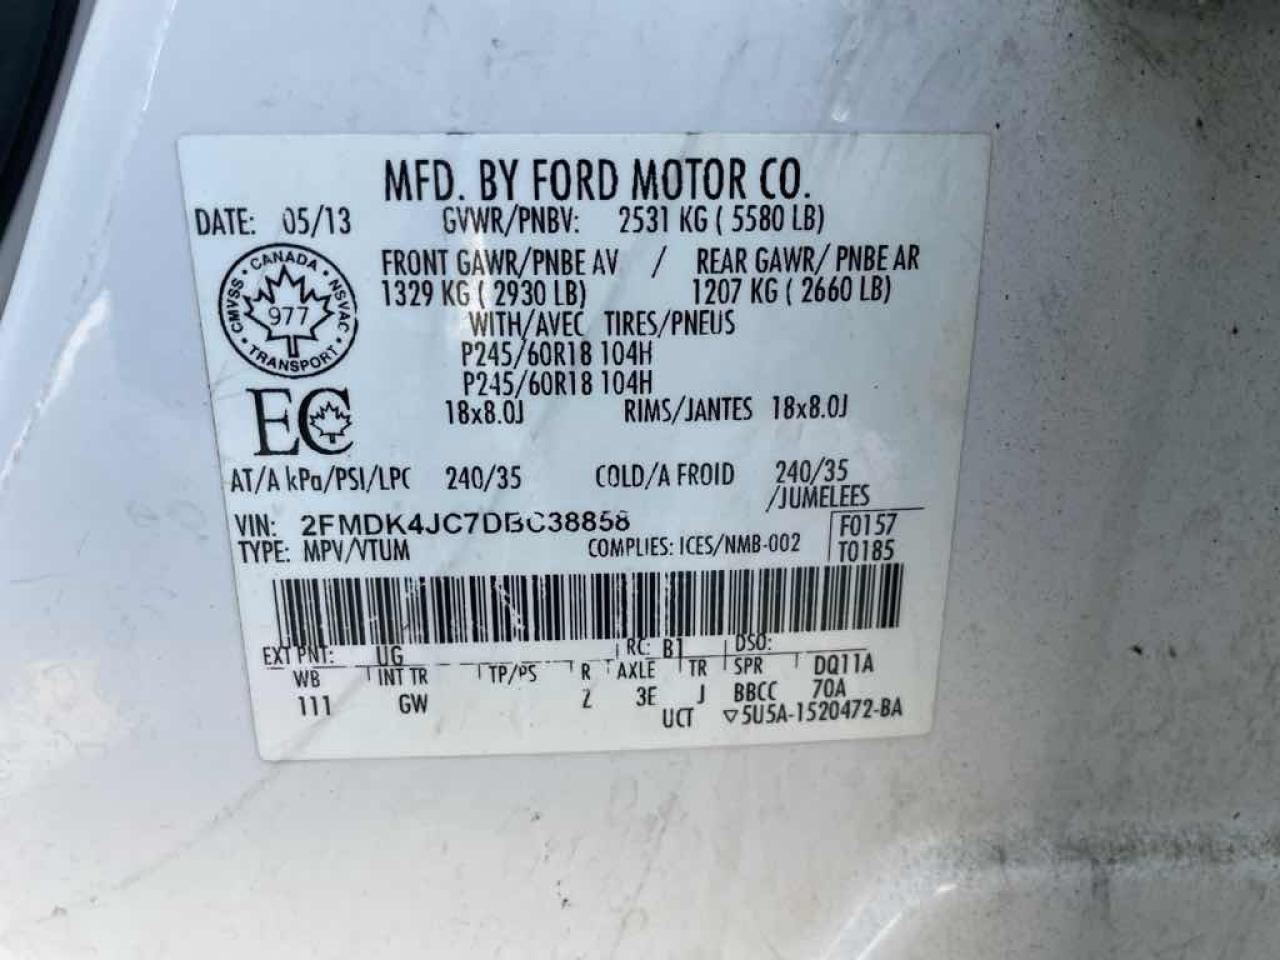 MFD. BY FORD MOTOR CO.
DATE: 05/13 GVWR/PNBV: 2531 KG ( 5580 LB)
FRONT GAWR/PNBE AV / REAR GAWR/ PNBE AR
1329 KG ( 2930 LB) 1207 KG ( 2660 LB)
WITH/AVEC TIRES/PNEUS
P245/60R18 104H
P245/60R18 104H
18x8.0J RIMS/JANTES 18x8.0J
CMVSS • CANADA • NSVAC • TRANSPORT •
977
EC
AT/A kPa/PSI/LPC 240/35 COLD/A FROID 240/35
/JUMELEES
VIN: 2FMDK4JC7DBC38858 F0157
TYPE: MPV/VTUM COMPLIES: ICES/NMB-002 T0185
EXT PNT: UG RC: B1 DSO:
WB INT TR TP/PS R AXLE TR SPR DQ11A
111 GW 2 3E J BBCC 70A
UCT ▽5U5A-1520472-BA